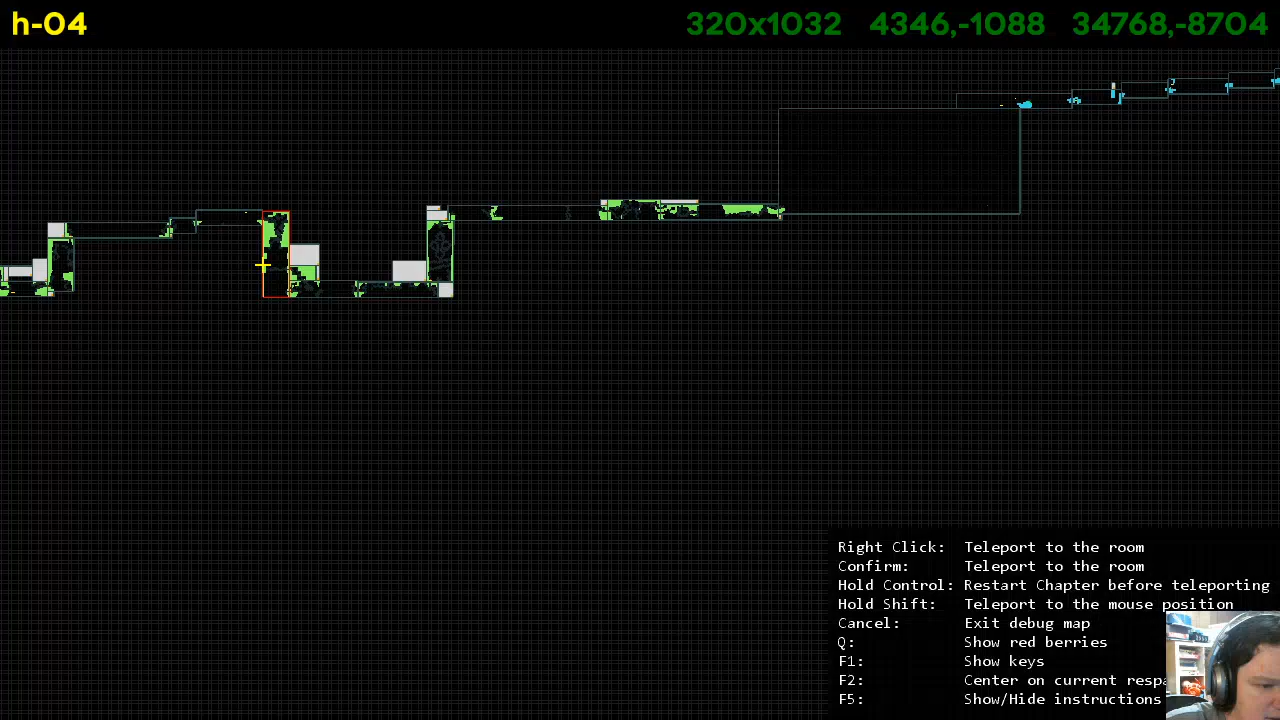 h-04
320x1032 4346,-1088 34768,-8704
Right Click: Teleport to the room
Confirm: Teleport to the room
Hold Control: Restart Chapter before teleporting
Hold Shift: Teleport to the mouse position
Cancel: Exit debug map
Q: Show red berries
F1: Show keys
F2: Center on current
F5: Show/Hide instructions